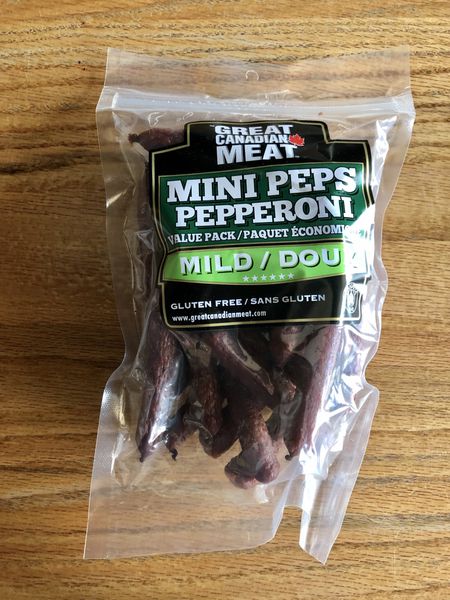 GREAT
CANADIAN
MEAT
MINI PEPS
PEPPERONI
VALUE PACK / PAQUET ÉCONOMIQ
MILD / DOU
GLUTEN FREE / SANS GLUTEN
www.greatcanadianmeat.com